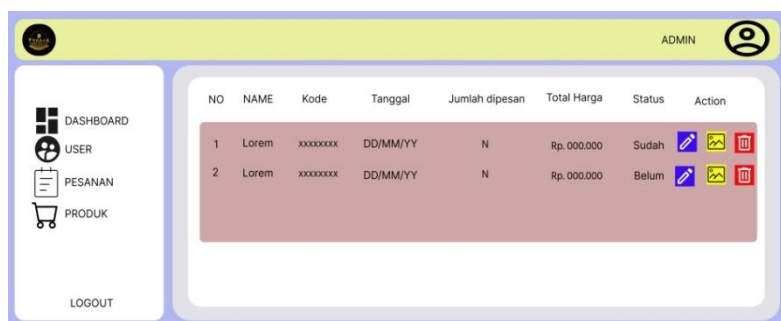 ADMIN
DASHBOARD
USER
PESANAN
PRODUK
LOGOUT
NO NAME Kode Tanggal Jumlah dipesan Total Harga Status Action
1 Lorem xxxxxxxx DD/MM/YY N Rp. 000.000 Sudah
2 Lorem xxxxxxxx DD/MM/YY N Rp. 000.000 Belum